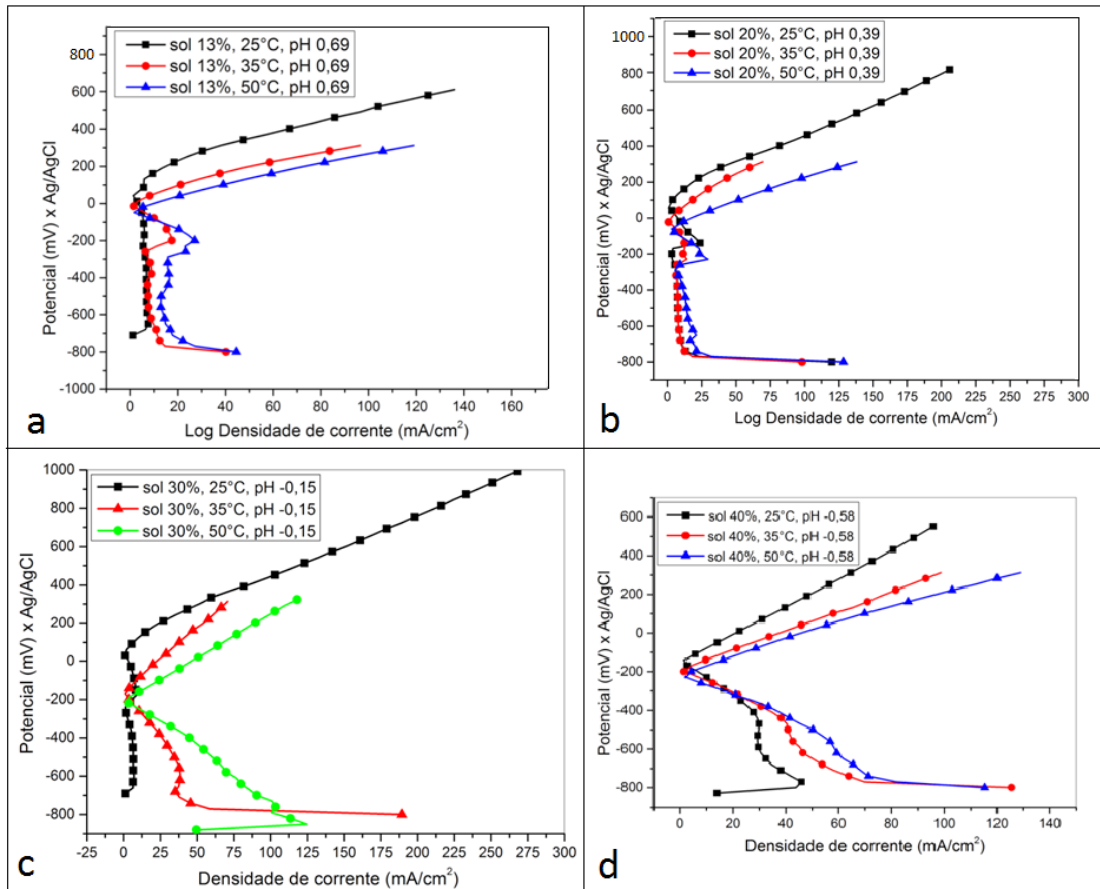 800
600
400
200
0
-200
-400
-600
-800
-1000
Potencial (mV) x Ag/AgCl
sol 13%, 25°C, pH 0,69
sol 13%, 35°C, pH 0,69
sol 13%, 50°C, pH 0,69
0 20 40 60 80 100 120 140 160
Log Densidade de corrente (mA/cm²)
a
1000
800
600
400
200
0
-200
-400
-600
-800
Potencial (mV) x Ag/AgCl
sol 20%, 25°C, pH 0,39
sol 20%, 35°C, pH 0,39
sol 20%, 50°C, pH 0,39
0 25 50 75 100 125 150 175 200 225 250 275 300
Log Densidade de corrente (mA/cm²)
b
1000
800
600
400
200
0
-200
-400
-600
-800
Potencial (mV) x Ag/AgCl
sol 30%, 25°C, pH -0,15
sol 30%, 35°C, pH -0,15
sol 30%, 50°C, pH -0,15
-25 0 25 50 75 100 125 150 175 200 225 250 275 300
Densidade de corrente (mA/cm²)
c
600
400
200
0
-200
-400
-600
-800
Potencial (mV) x Ag/AgCl
sol 40%, 25°C, pH -0,58
sol 40%, 35°C, pH -0,58
sol 40%, 50°C, pH -0,58
0 20 40 60 80 100 120 140
Densidade de corrente (mA/cm²)
d